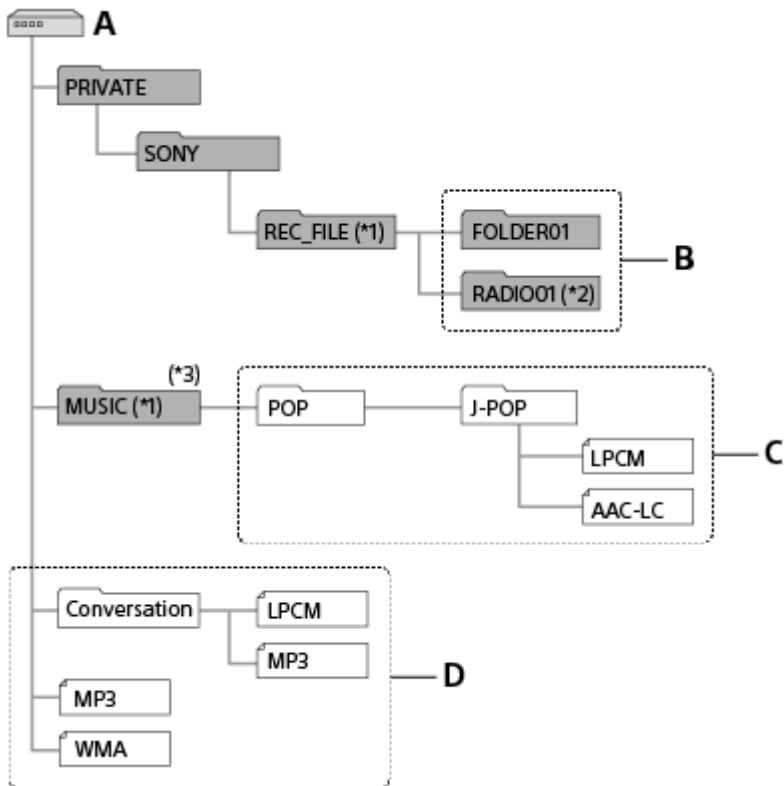 A
PRIVATE
SONY
REC_FILE (*1)
FOLDER01
RADIO01 (*2)
B
(*3)
MUSIC (*1)
POP
J-POP
LPCM
AAC-LC
C
Conversation
LPCM
MP3
D
MP3
WMA